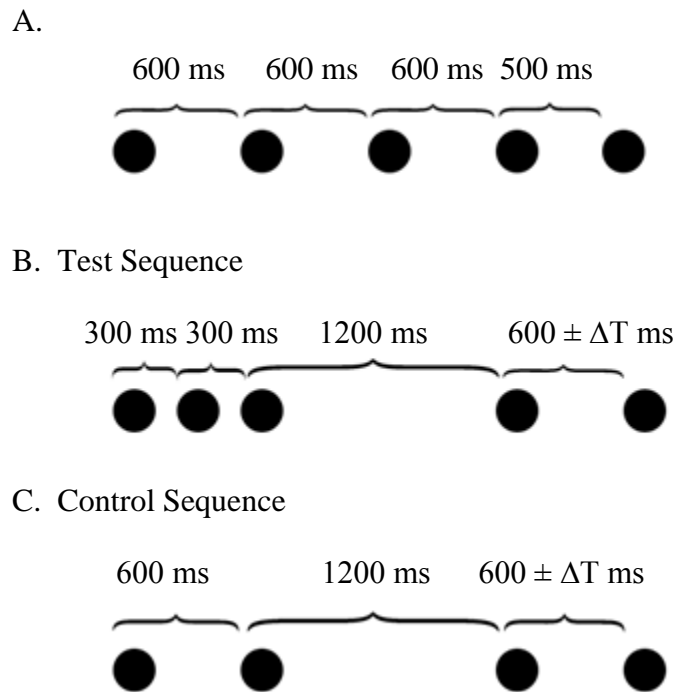 A.
600 ms 600 ms 600 ms 500 ms
B. Test Sequence
300 ms 300 ms 1200 ms 600 ± ΔT ms
C. Control Sequence
600 ms 1200 ms 600 ± ΔT ms